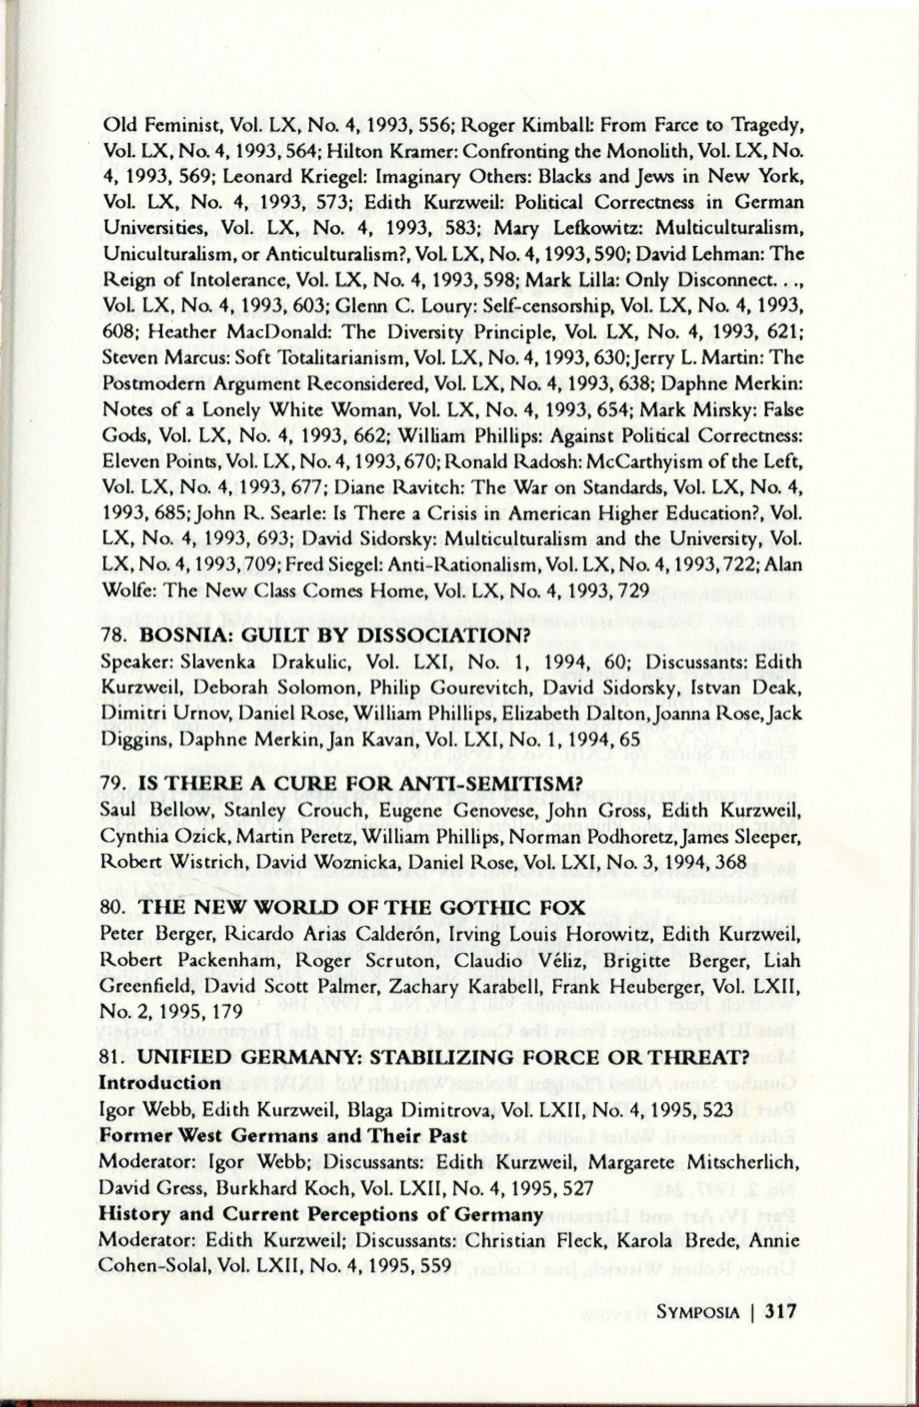 Old Feminist, Vol. LX, No. 4, 1993, 556; Roger Kimball: From Farce to Tragedy,
Vol. LX, No. 4, 1993, 564; Hilton Kramer: Confronting the Monolith, Vol. LX, No.
4, 1993, 569; Leonard Kriegel: Imaginary Others: Blacks and Jews in New York,
Vol. LX, No. 4, 1993, 573; Edith Kurzweil: Political Correctness in German
Universities, Vol. LX, No. 4, 1993, 583; Mary Lefkowitz: Multiculturalism,
Uniculturalism, or Anticulturalism?, Vol. LX, No. 4, 1993, 590; David Lehman: The
Reign of Intolerance, Vol. LX, No. 4, 1993, 598; Mark Lilla: Only Disconnect. . .,
Vol. LX, No. 4, 1993, 603; Glenn C. Loury: Self-censorship, Vol. LX, No. 4, 1993,
608; Heather MacDonald: The Diversity Principle, Vol. LX, No. 4, 1993, 621;
Steven Marcus: Soft Totalitarianism, Vol. LX, No. 4, 1993, 630; Jerry L. Martin: The
Postmodern Argument Reconsidered, Vol. LX, No. 4, 1993, 638; Daphne Merkin:
Notes of a Lonely White Woman, Vol. LX, No. 4, 1993, 654; Mark Mirsky: False
Gods, Vol. LX, No. 4, 1993, 662; William Phillips: Against Political Correctness:
Eleven Points, Vol. LX, No. 4, 1993, 670; Ronald Radosh: McCarthyism of the Left,
Vol. LX, No. 4, 1993, 677; Diane Ravitch: The War on Standards, Vol. LX, No. 4,
1993, 685; John R. Searle: Is There a Crisis in American Higher Education?, Vol.
LX, No. 4, 1993, 693; David Sidorsky: Multiculturalism and the University, Vol.
LX, No. 4, 1993, 709; Fred Siegel: Anti-Rationalism, Vol. LX, No. 4, 1993, 722; Alan
Wolfe: The New Class Comes Home, Vol. LX, No. 4, 1993, 729
78. BOSNIA: GUILT BY DISSOCIATION?
Speaker: Slavenka Drakulic, Vol. LXI, No. 1, 1994, 60; Discussants: Edith
Kurzweil, Deborah Solomon, Philip Gourevitch, David Sidorsky, Istvan Deak,
Dimitri Urnov, Daniel Rose, William Phillips, Elizabeth Dalton, Joanna Rose, Jack
Diggins, Daphne Merkin, Jan Kavan, Vol. LXI, No. 1, 1994, 65
79. IS THERE A CURE FOR ANTI-SEMITISM?
Saul Bellow, Stanley Crouch, Eugene Genovese, John Gross, Edith Kurzweil,
Cynthia Ozick, Martin Peretz, William Phillips, Norman Podhoretz, James Sleeper,
Robert Wistrich, David Woznicka, Daniel Rose, Vol. LXI, No. 3, 1994, 368
80. THE NEW WORLD OF THE GOTHIC FOX
Peter Berger, Ricardo Arias Calderón, Irving Louis Horowitz, Edith Kurzweil,
Robert Packenham, Roger Scruton, Claudio Véliz, Brigitte Berger, Liah
Greenfield, David Scott Palmer, Zachary Karabell, Frank Heuberger, Vol. LXII,
No. 2, 1995, 179
81. UNIFIED GERMANY: STABILIZING FORCE OR THREAT?
Introduction
Igor Webb, Edith Kurzweil, Blaga Dimitrova, Vol. LXII, No. 4, 1995, 523
Former West Germans and Their Past
Moderator: Igor Webb; Discussants: Edith Kurzweil, Margarete Mitscherlich,
David Gress, Burkhard Koch, Vol. LXII, No. 4, 1995, 527
History and Current Perceptions of Germany
Moderator: Edith Kurzweil; Discussants: Christian Fleck, Karola Brede, Annie
Cohen-Solal, Vol. LXII, No. 4, 1995, 559
SYMPOSIA | 317